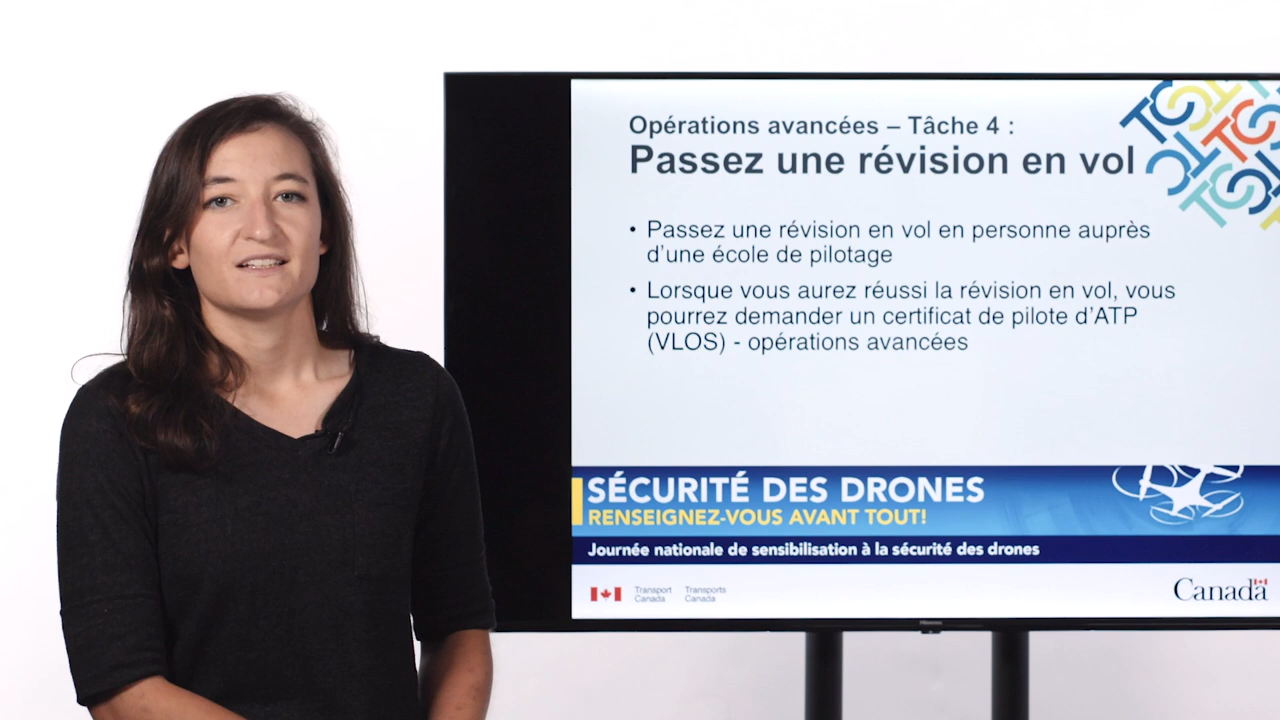 Opérations avancées – Tâche 4 :
Passez une révision en vol
• Passez une révision en vol en personne auprès
d'une école de pilotage
• Lorsque vous aurez réussi la révision en vol, vous
pourrez demander un certificat de pilote d'ATP
(VLOS) - opérations avancées
SÉCURITÉ DES DRONES
RENSEIGNEZ-VOUS AVANT TOUT!
Journée nationale de sensibilisation à la sécurité des drones
Transport Transports
Canada Canada
Canada
Hisense